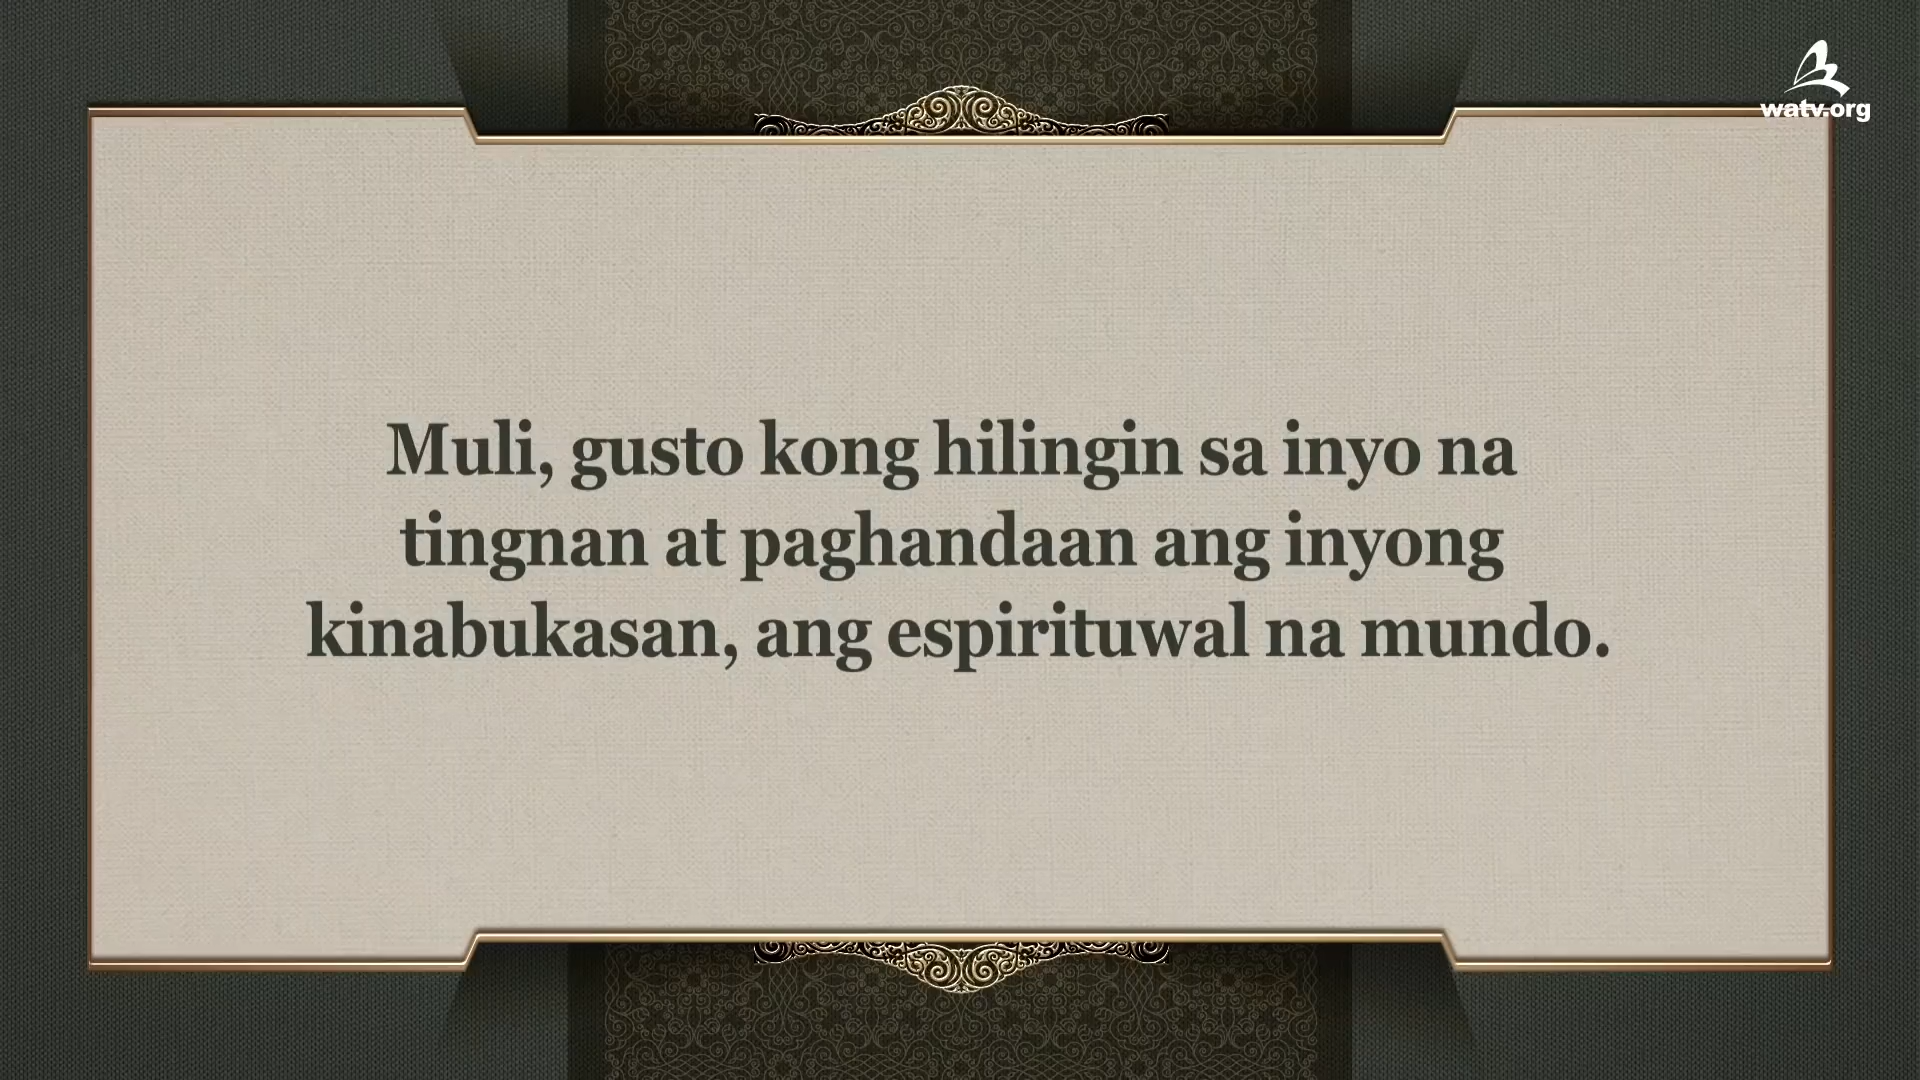 watv.org
Muli, gusto kong hilingin sa inyo na
tingnan at paghandaan ang inyong
kinabukasan, ang espirituwal na mundo.